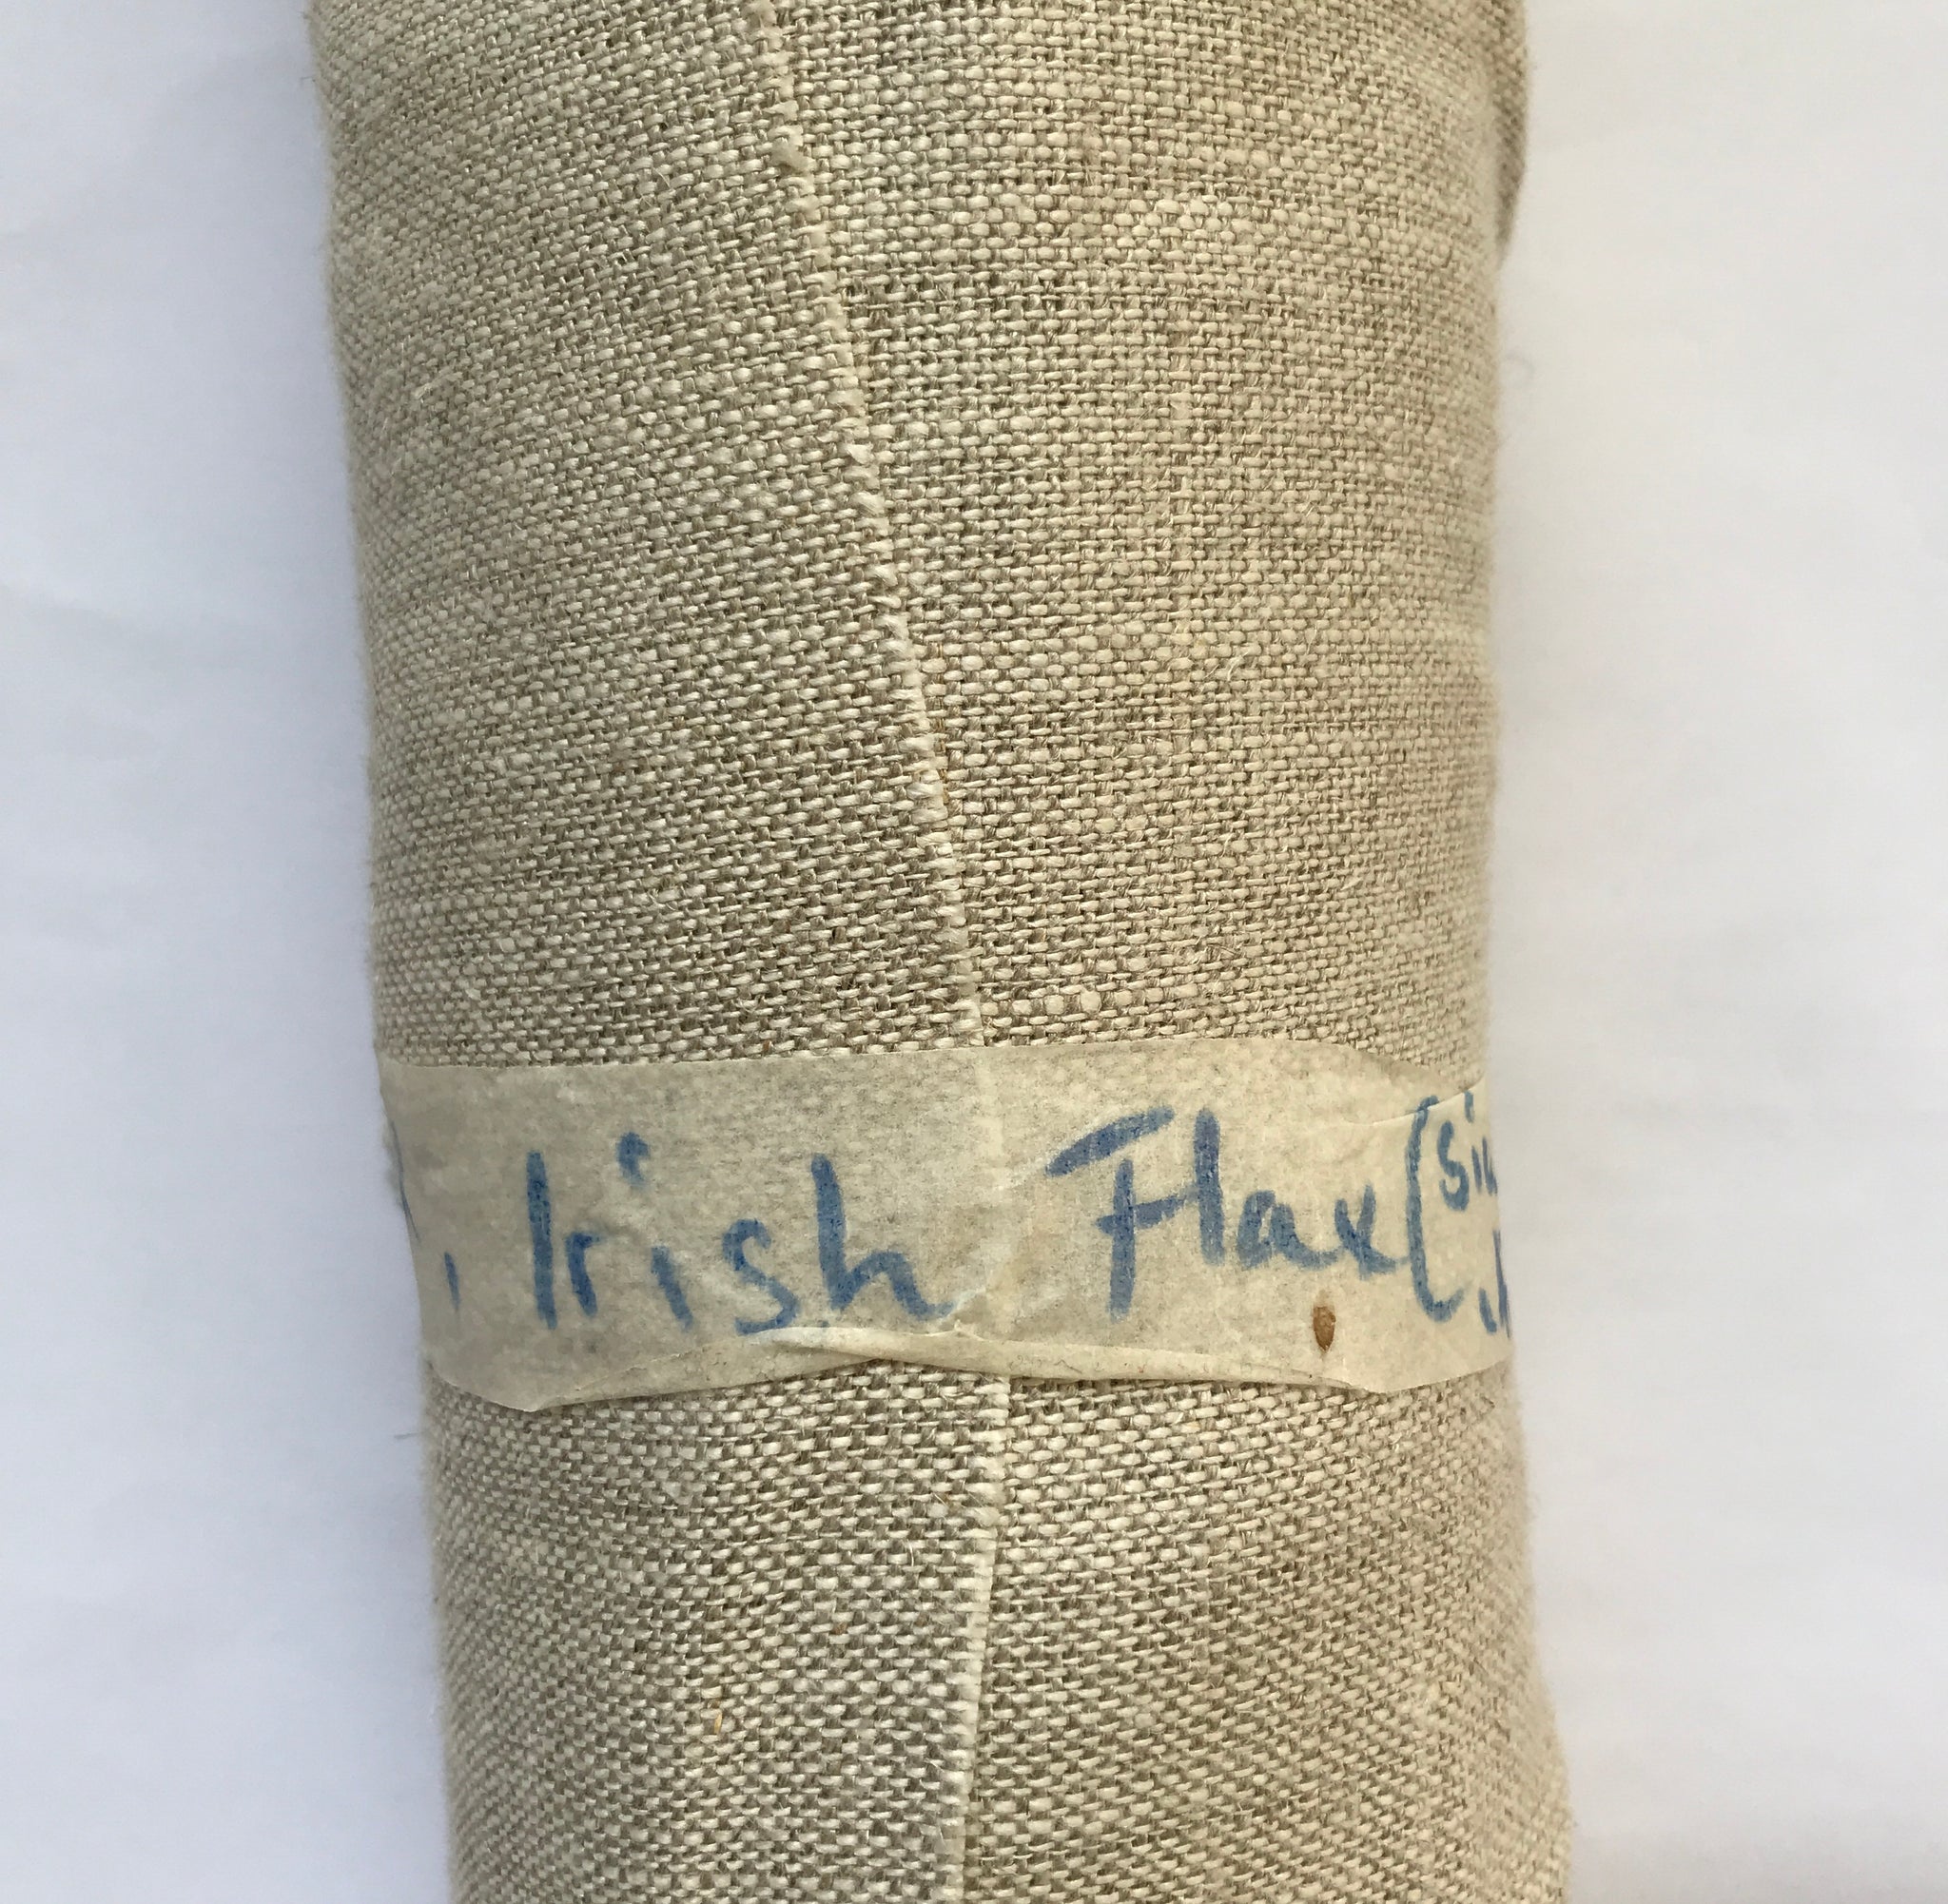 , Irish Flax (